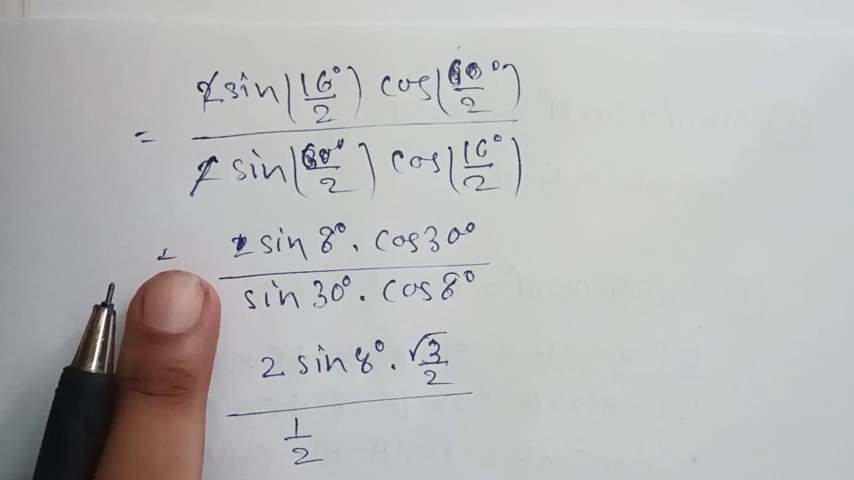 = 2 sin(16°/2) cos(60°/2) / 2 sin(60°/2) cos(16°/2)
= 2 sin 8° . cos 30° / sin 30° . cos 8°
2 sin 8° . √3/2 / 1/2